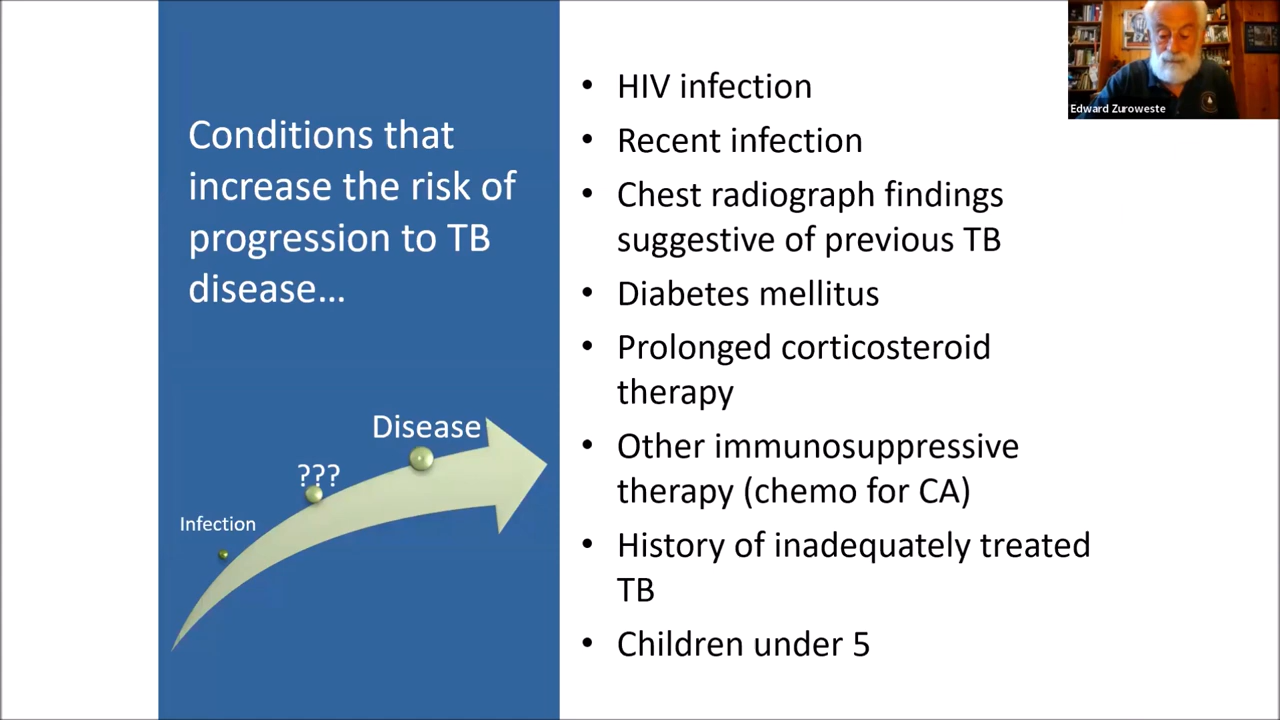 Conditions that
increase the risk of
progression to TB
disease...
Disease
???
Infection
• HIV infection
• Recent infection
• Chest radiograph findings
suggestive of previous TB
• Diabetes mellitus
• Prolonged corticosteroid
therapy
• Other immunosuppressive
therapy (chemo for CA)
• History of inadequately treated
TB
• Children under 5
Edward Zuroweste